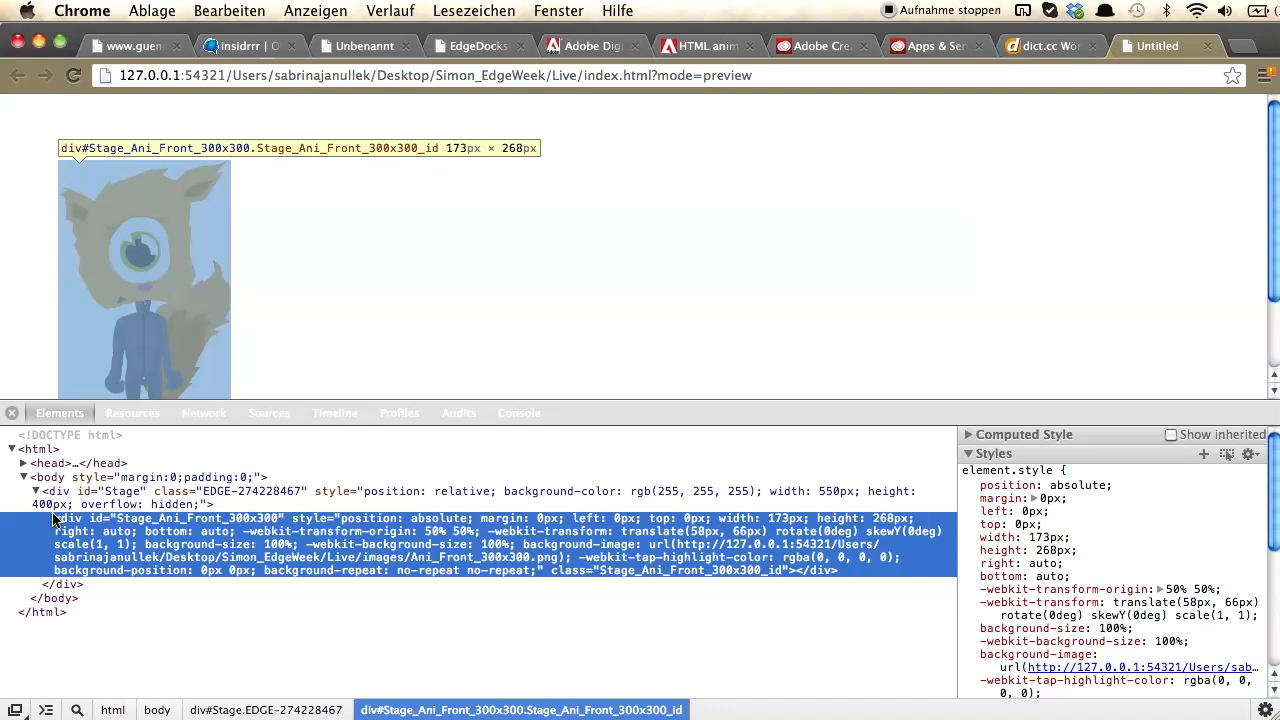 Chrome Ablage Bearbeiten Anzeigen Verlauf Lesezeichen Fenster Hilfe Aufnahme stoppen
www.guen insidrrr | O Unbenannt EdgeDocks Adobe Dig HTML anim Adobe Crea Apps & Ser dict.cc Wör Untitled
127.0.0.1:54321/Users/sabrinajanullek/Desktop/Simon_EdgeWeek/Live/index.html?mode=preview
div#Stage_Ani_Front_300x300.Stage_Ani_Front_300x300_id 173px × 268px
Elements Resources Network Sources Timeline Profiles Audits Console
<!DOCTYPE html>
<html>
<head>…</head>
<body style="margin:0;padding:0;">
<div id="Stage" class="EDGE-274228467" style="position: relative; background-color: rgb(255, 255, 255); width: 550px; height:
400px; overflow: hidden;">
<div id="Stage_Ani_Front_300x300" style="position: absolute; margin: 0px; left: 0px; top: 0px; width: 173px; height: 268px;
right: auto; bottom: auto; -webkit-transform-origin: 50% 50%; -webkit-transform: translate(58px, 66px) rotate(0deg) skewY(0deg)
scale(1, 1); background-size: 100%; -webkit-background-size: 100%; background-image: url(http://127.0.0.1:54321/Users/
sabrinajanullek/Desktop/Simon_EdgeWeek/Live/images/Ani_Front_300x300.png); -webkit-tap-highlight-color: rgba(0, 0, 0, 0);
background-position: 0px 0px; background-repeat: no-repeat no-repeat;" class="Stage_Ani_Front_300x300_id"></div>
</div>
</body>
</html>
Computed Style Show inherited
Styles
element.style {
position: absolute;
margin: 0px;
left: 0px;
top: 0px;
width: 173px;
height: 268px;
right: auto;
bottom: auto;
-webkit-transform-origin: 50% 50%;
-webkit-transform: translate(58px, 66px)
rotate(0deg) skewY(0deg) scale(1, 1);
background-size: 100%;
-webkit-background-size: 100%;
background-image:
url(http://127.0.0.1:54321/Users/sab…
-webkit-tap-highlight-color: rgba(0, 0,
0, 0);
html body div#Stage.EDGE-274228467 div#Stage_Ani_Front_300x300.Stage_Ani_Front_300x300_id